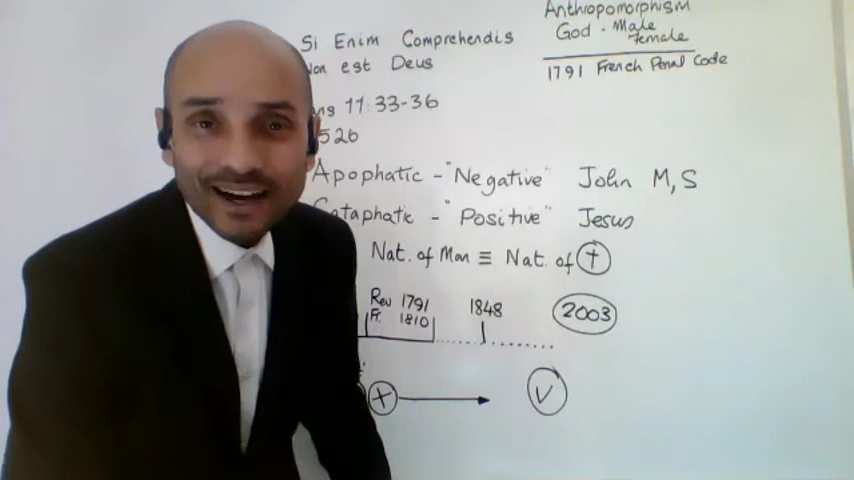 Si Enim Comprehendis
Non est Deus
11:33-36
526
Apophatic - "Negative" John M, S
Cataphatic - "Positive" Jesus
Nat. of Man ≡ Nat. of †
Rev 1791
Fr. 1810
1848
2003
+
V
Anthropomorphism
God - Male
Female
1791 French Penal Code